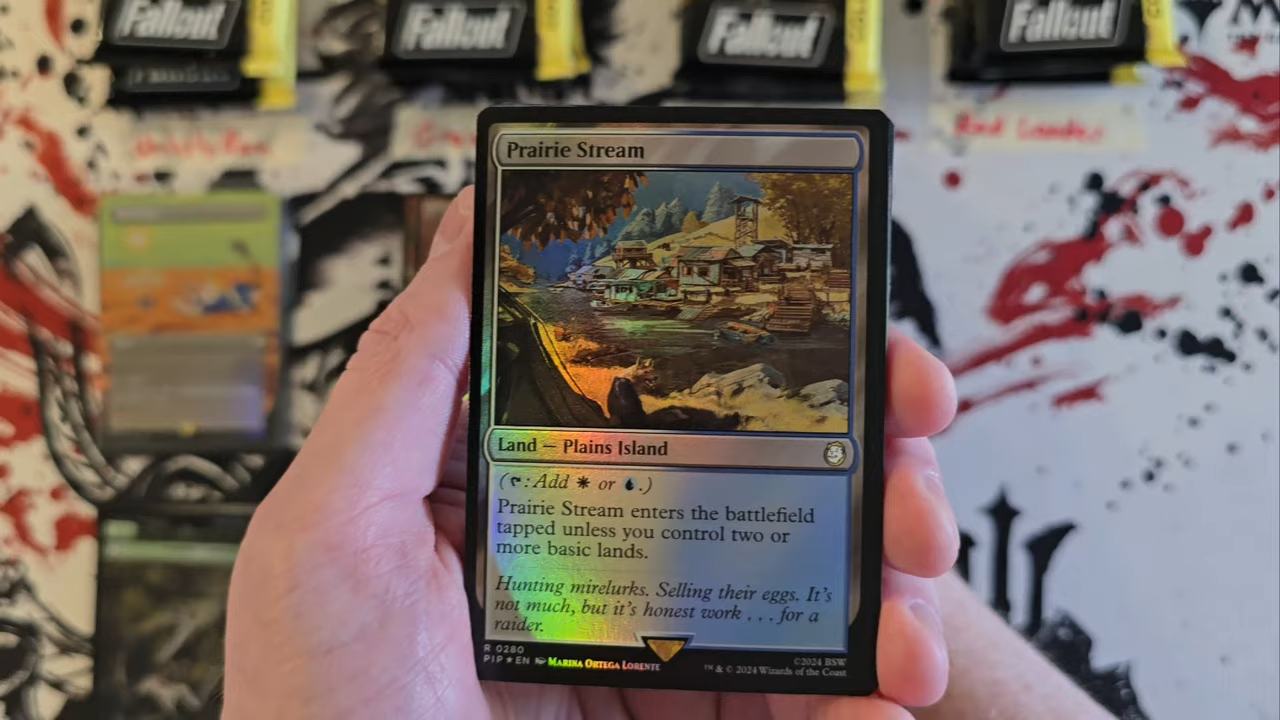 Fallout
Fallout
Fallout
Fallout
Prairie Stream
Land — Plains Island
( : Add or .)
Prairie Stream enters the battlefield
tapped unless you control two or
more basic lands.
Hunting mirelurks. Selling their eggs. It's
not much, but it's honest work . . . for a
raider.
R 0280
PIP★EN Marina Ortega Lorente
©2024 BSW
™ & © 2024 Wizards of the Coast